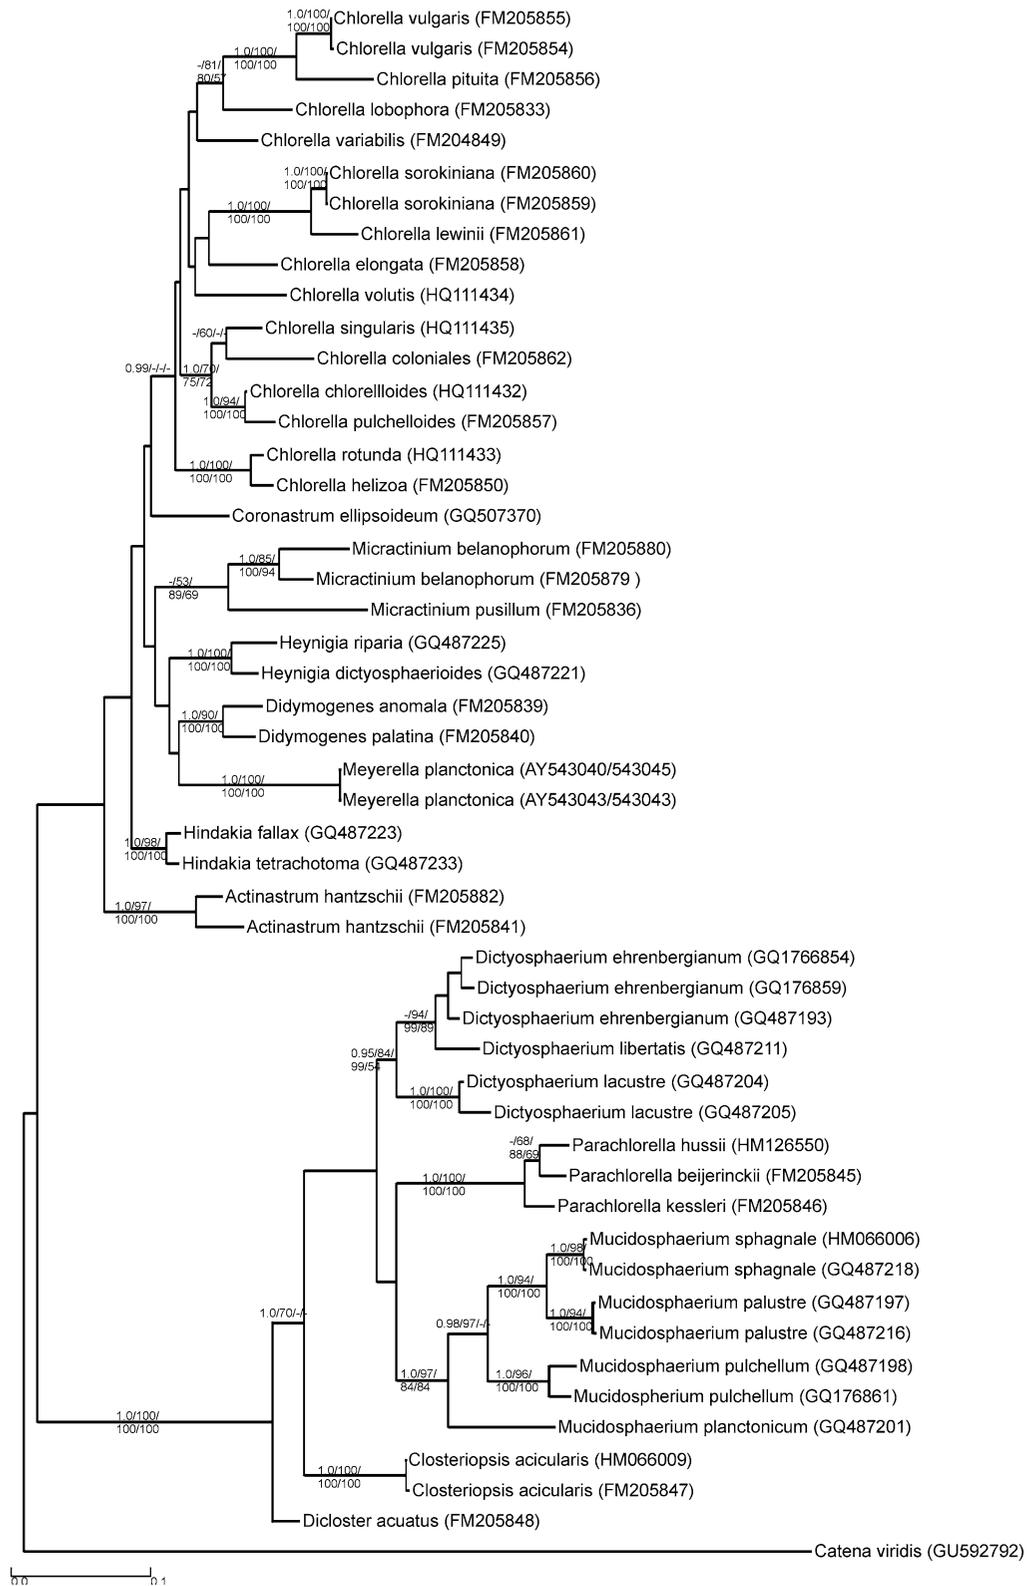 1.0/100/
100/100
Chlorella vulgaris (FM205855)
Chlorella vulgaris (FM205854)
1.0/100/
100/100
Chlorella pituita (FM205856)
-/81/
80/57
Chlorella lobophora (FM205833)
Chlorella variabilis (FM204849)
1.0/100/
100/100
Chlorella sorokiniana (FM205860)
Chlorella sorokiniana (FM205859)
1.0/100/
100/100
Chlorella lewinii (FM205861)
Chlorella elongata (FM205858)
Chlorella volutis (HQ111434)
-/60/-/-
Chlorella singularis (HQ111435)
Chlorella coloniales (FM205862)
0.99/-/-/-
1.0/70/
75/72
Chlorella chlorellloides (HQ111432)
1.0/94/
100/100
Chlorella pulchelloides (FM205857)
Chlorella rotunda (HQ111433)
1.0/100/
100/100
Chlorella helizoa (FM205850)
Coronastrum ellipsoideum (GQ507370)
Micractinium belanophorum (FM205880)
1.0/85/
100/94
Micractinium belanophorum (FM205879 )
-/53/
89/69
Micractinium pusillum (FM205836)
Heynigia riparia (GQ487225)
1.0/100/
100/100
Heynigia dictyosphaerioides (GQ487221)
Didymogenes anomala (FM205839)
1.0/90/
100/100
Didymogenes palatina (FM205840)
Meyerella planctonica (AY543040/543045)
1.0/100/
100/100
Meyerella planctonica (AY543043/543043)
Hindakia fallax (GQ487223)
1.0/98/
100/100
Hindakia tetrachotoma (GQ487233)
Actinastrum hantzschii (FM205882)
1.0/97/
100/100
Actinastrum hantzschii (FM205841)
Dictyosphaerium ehrenbergianum (GQ1766854)
Dictyosphaerium ehrenbergianum (GQ176859)
-/94/
99/89
Dictyosphaerium ehrenbergianum (GQ487193)
Dictyosphaerium libertatis (GQ487211)
0.95/84/
99/54
Dictyosphaerium lacustre (GQ487204)
1.0/100/
100/100
Dictyosphaerium lacustre (GQ487205)
-/68/
88/69
Parachlorella hussii (HM126550)
1.0/100/
100/100
Parachlorella beijerinckii (FM205845)
Parachlorella kessleri (FM205846)
Mucidosphaerium sphagnale (HM066006)
1.0/98/
100/100
Mucidosphaerium sphagnale (GQ487218)
1.0/94/
100/100
Mucidosphaerium palustre (GQ487197)
1.0/94/
100/100
Mucidosphaerium palustre (GQ487216)
1.0/70/-/-
0.98/97/-/-
Mucidosphaerium pulchellum (GQ487198)
1.0/97/
84/84
1.0/96/
100/100
Mucidospherium pulchellum (GQ176861)
1.0/100/
100/100
Mucidosphaerium planctonicum (GQ487201)
Closteriopsis acicularis (HM066009)
1.0/100/
100/100
Closteriopsis acicularis (FM205847)
Dicloster acuatus (FM205848)
Catena viridis (GU592792)
0.0 0.1